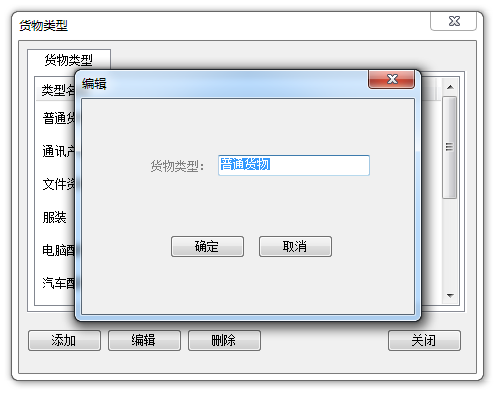 货物类型
货物类型
类型名
普通货
通讯产
文件资
服装
电脑配
汽车配
编辑
货物类型： 普通货物
确定 取消
添加 编辑 删除 关闭